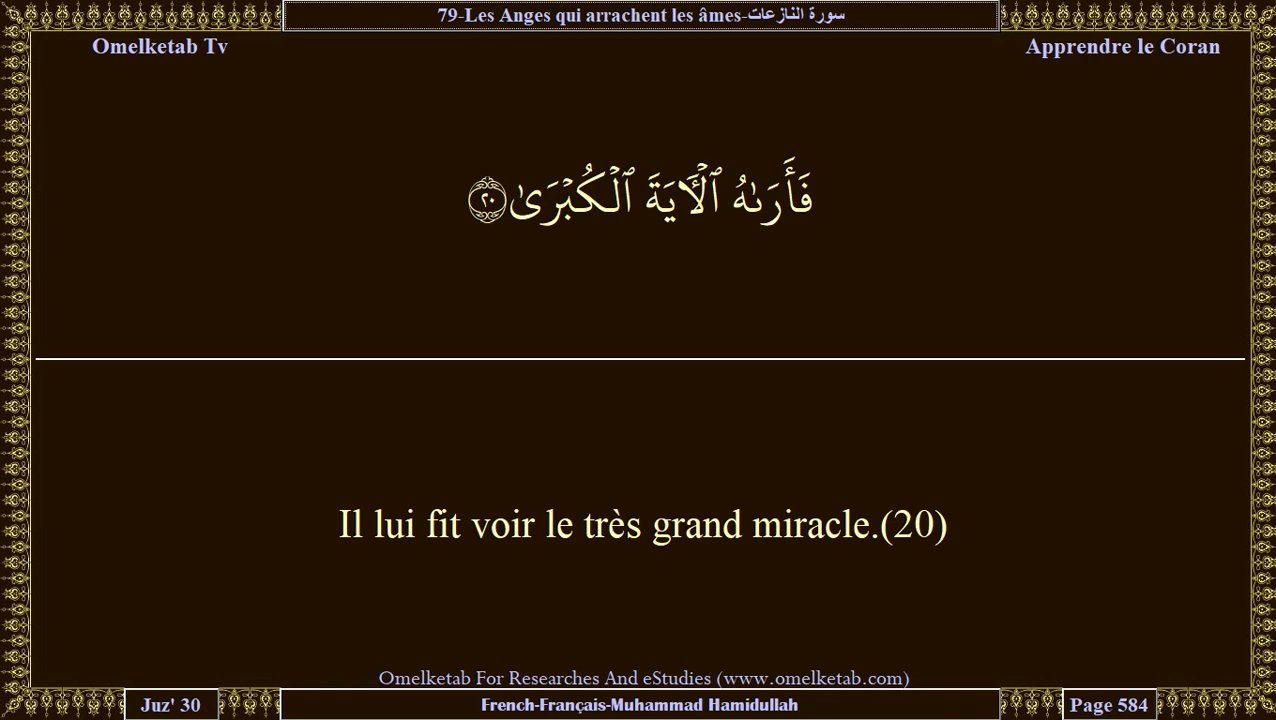 79-Les Anges qui arrachent les âmes-سورة النازعات
Omelketab Tv
Apprendre le Coran
فَأَرَىٰهُ ٱلْأٓيَةَ ٱلْكُبْرَىٰ ٢٠
Il lui fit voir le très grand miracle.(20)
Omelketab For Researches And eStudies (www.omelketab.com)
Juz' 30
French-Français-Muhammad Hamidullah
Page 584